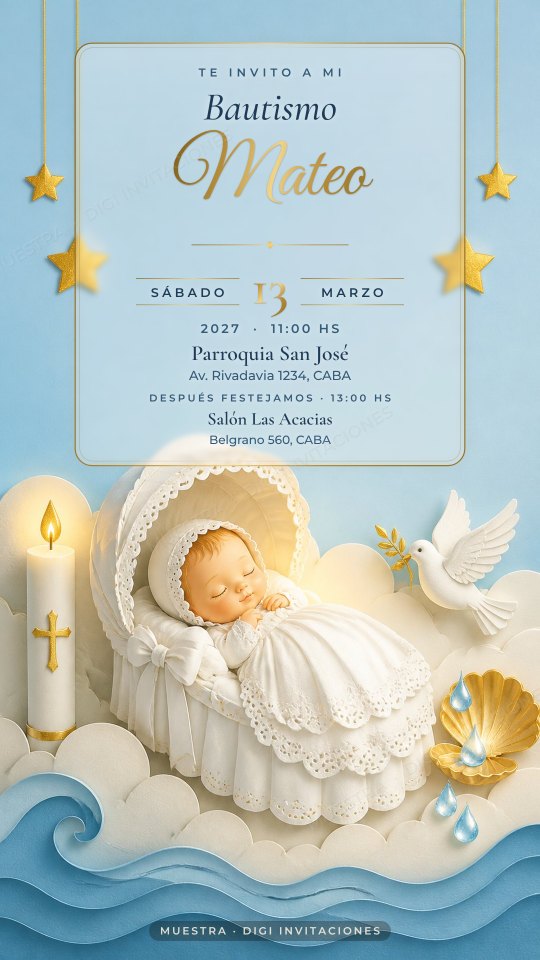 TE INVITO A MI
Bautismo
Mateo
SÁBADO 13 MARZO
2027 · 11:00 HS
Parroquia San José
Av. Rivadavia 1234, CABA
DESPUÉS FESTEJAMOS · 13:00 HS
Salón Las Acacias
Belgrano 560, CABA
MUESTRA · DIGI INVITACIONES